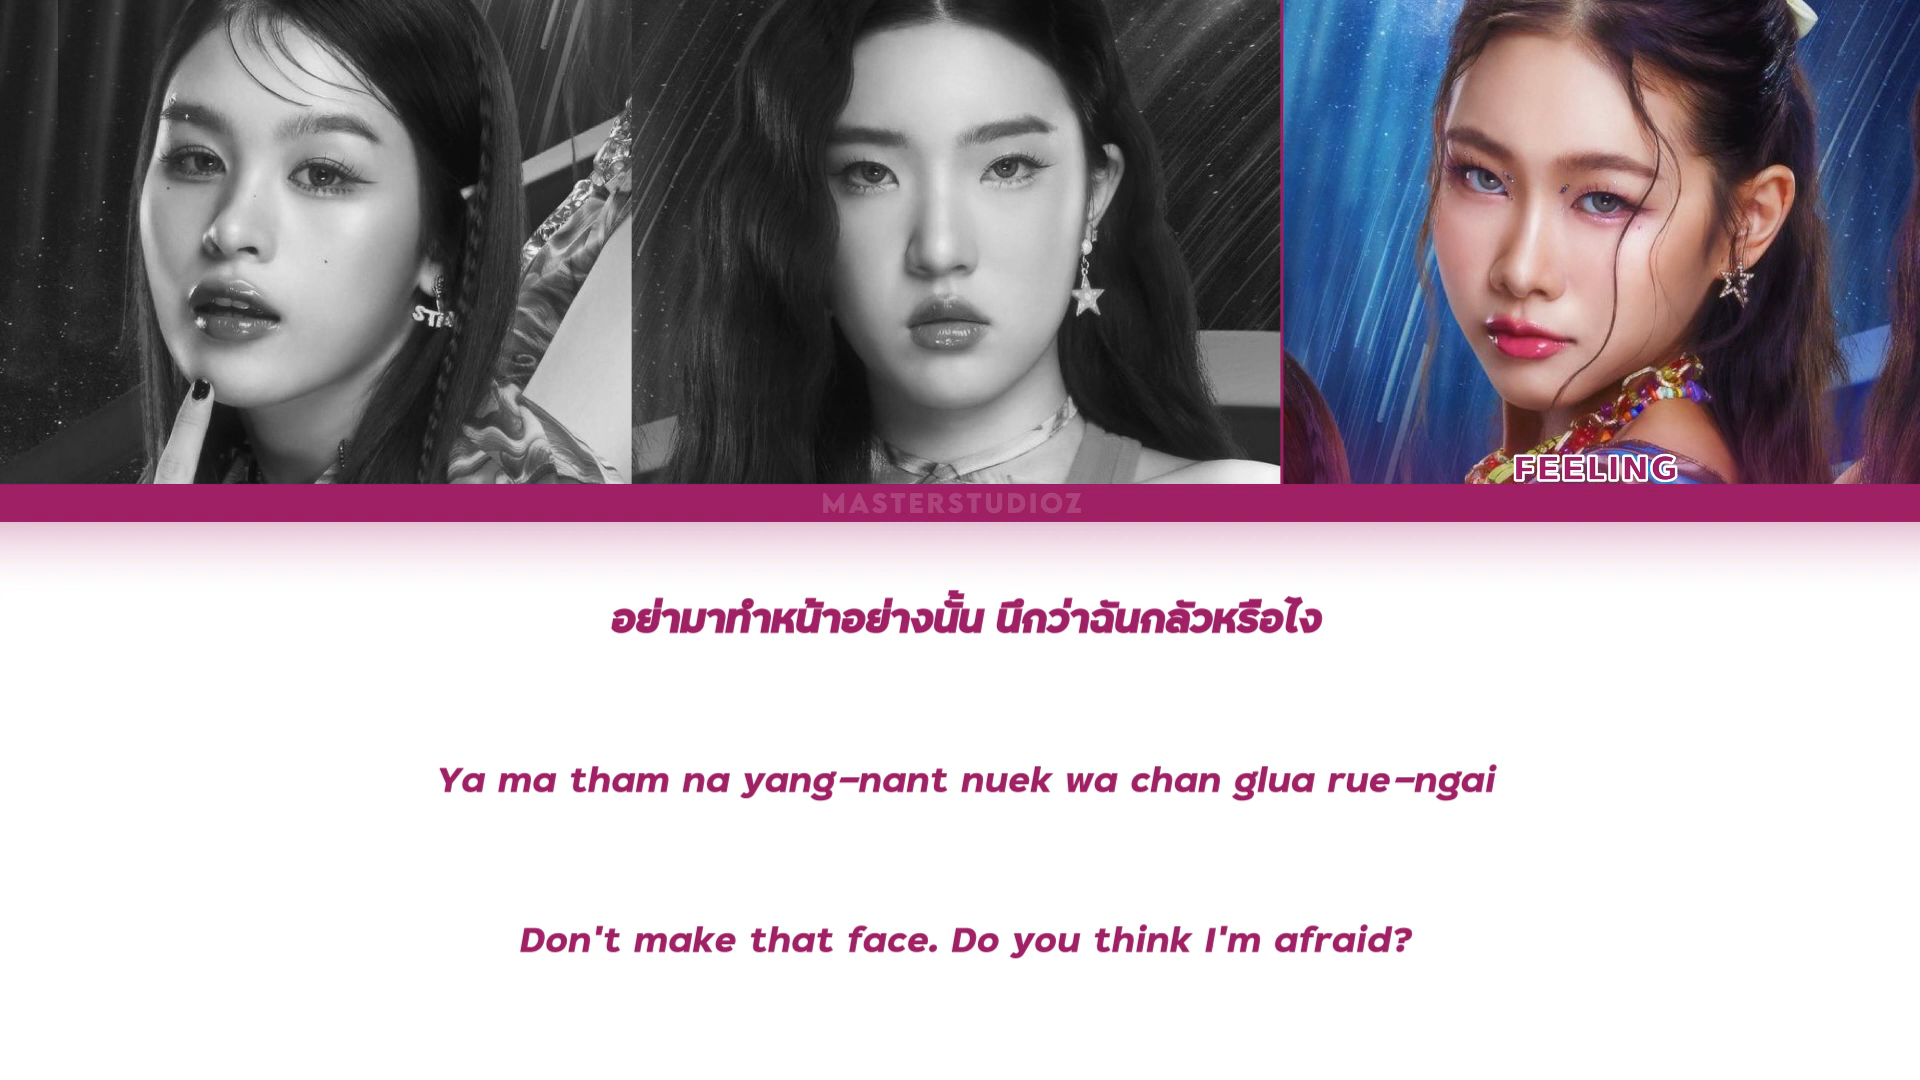 FEELING
MASTERSTUDIOZ
อย่ามาทำหน้าอย่างนั้น นึกว่าฉันกลัวหรือไง
Ya ma tham na yang-nant nuek wa chan glua rue-ngai
Don't make that face. Do you think I'm afraid?